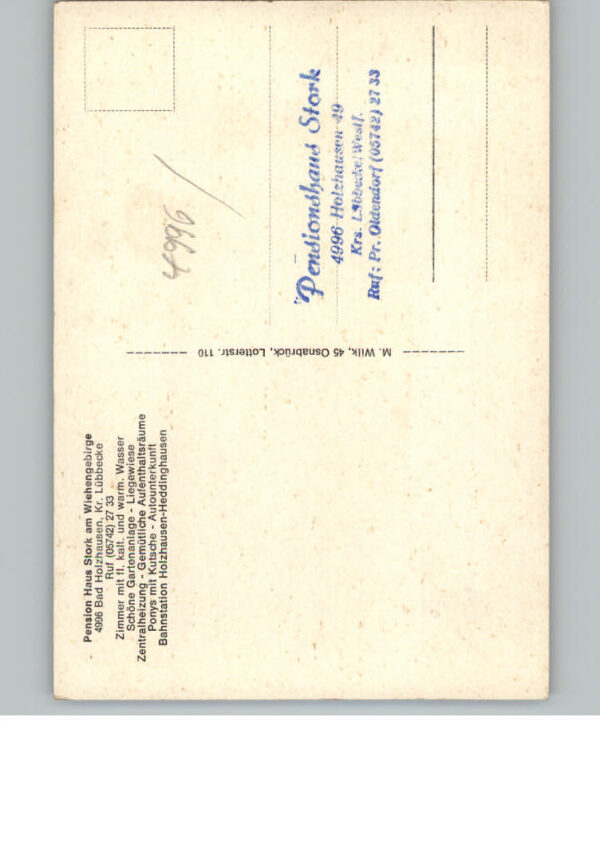 Pension Haus Stork am Wiehengebirge
4996 Bad Holzhausen, Kr. Lübbecke
Ruf (05742) 27 33
Zimmer mit fl. kalt. und warm. Wasser
Schöne Gartenanlage - Liegewiese
Zentralheizung - Gemütliche Aufenthaltsräume
Ponys mit Kutsche - Autounterkunft
Bahnstation Holzhausen-Heddinghausen
M. Wilk, 45 Osnabrück, Lotterstr. 110
4996
Pensionshaus Stork
4996 Holzhausen 49
Krs. Lübbecke/Westf.
Ruf: Pr. Oldendorf (05742) 27 33